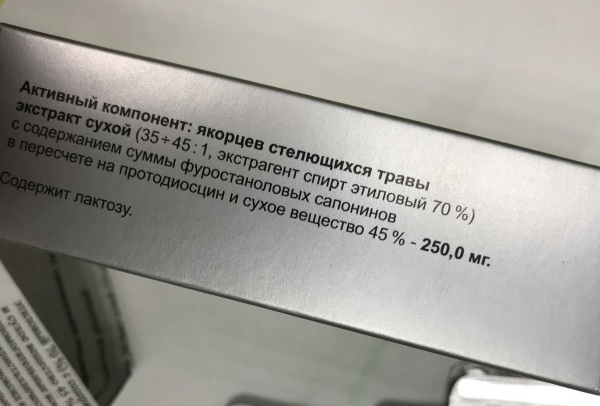 Активный компонент: якорцев стелющихся травы
экстракт сухой (35÷45:1, экстрагент спирт этиловый 70 %)
с содержанием суммы фуростаноловых сапонинов
в пересчете на протодиосцин и сухое вещество 45 % - 250,0 мг.
Содержит лактозу.